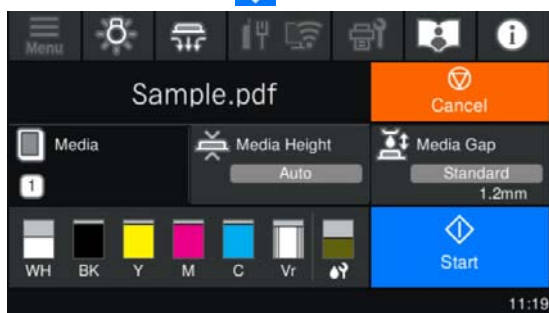 Menu
Sample.pdf
Cancel
Media
Media Height
Media Gap
Auto
Standard
1
1.2mm
WH
BK
Y
M
C
Vr
Start
11:19